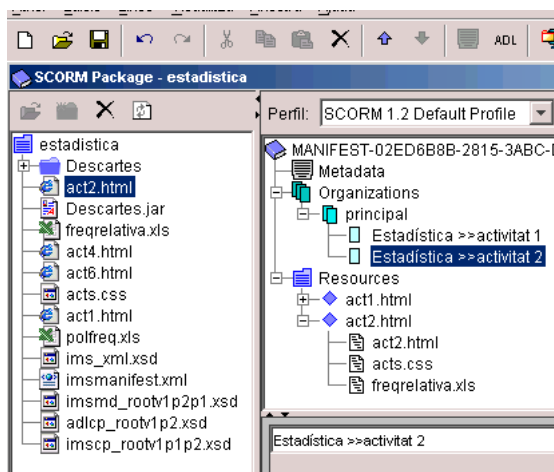 ADL
SCORM Package - estadistica
estadistica
Descartes
act2.html
Descartes.jar
freqrelativa.xls
act4.html
act6.html
acts.css
act1.html
polfreq.xls
ims_xml.xsd
imsmanifest.xml
imsmd_rootv1p2p1.xsd
adlcp_rootv1p2.xsd
imscp_rootv1p1p2.xsd
Perfil: SCORM 1.2 Default Profile
MANIFEST-02ED6B8B-2815-3ABC-
Metadata
Organizations
principal
Estadística >>activitat 1
Estadística >>activitat 2
Resources
act1.html
act2.html
act2.html
acts.css
freqrelativa.xls
Estadística >>activitat 2